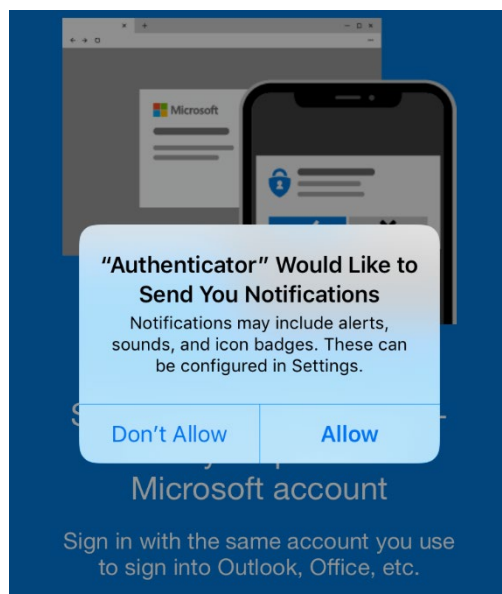 Microsoft
“Authenticator” Would Like to
Send You Notifications
Notifications may include alerts,
sounds, and icon badges. These can
be configured in Settings.
Don’t Allow
Allow
Microsoft account
Sign in with the same account you use
to sign into Outlook, Office, etc.